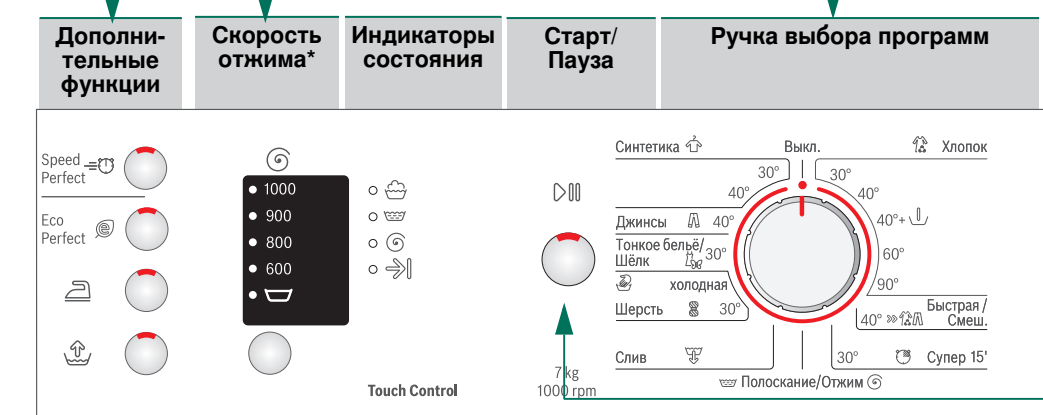 Дополни-
тельные
функции
Скорость
отжима*
Индикаторы
состояния
Старт/
Пауза
Ручка выбора программ
Speed
Perfect
Eco
Perfect
1000
900
800
600
Touch Control
7 kg
1000 rpm
Синтетика
Выкл.
Хлопок
30°
30°
40°
40°
Джинсы
40°
40°+
Тонкое бельё/
Шёлк
30°
60°
холодная
90°
Шерсть
30°
40°
Быстрая /
Смеш.
Слив
30°
Супер 15'
Полоскание/Отжим